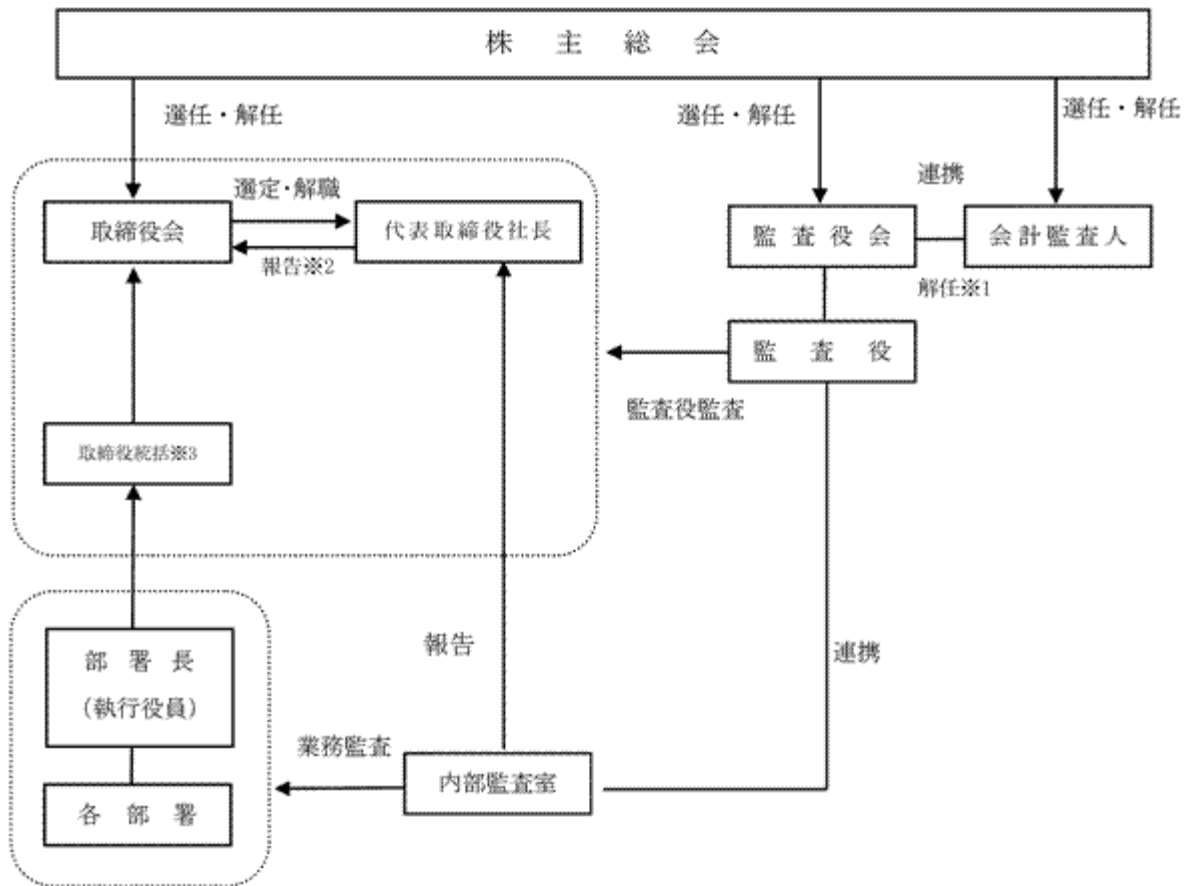 株主総会
選任・解任
選任・解任
選任・解任
選定・解職
連携
取締役会
代表取締役社長
監査役会
会計監査人
報告※2
解任※1
監査役
監査役監査
取締役統括※3
部署長
(執行役員)
報告
連携
業務監査
内部監査室
各部署